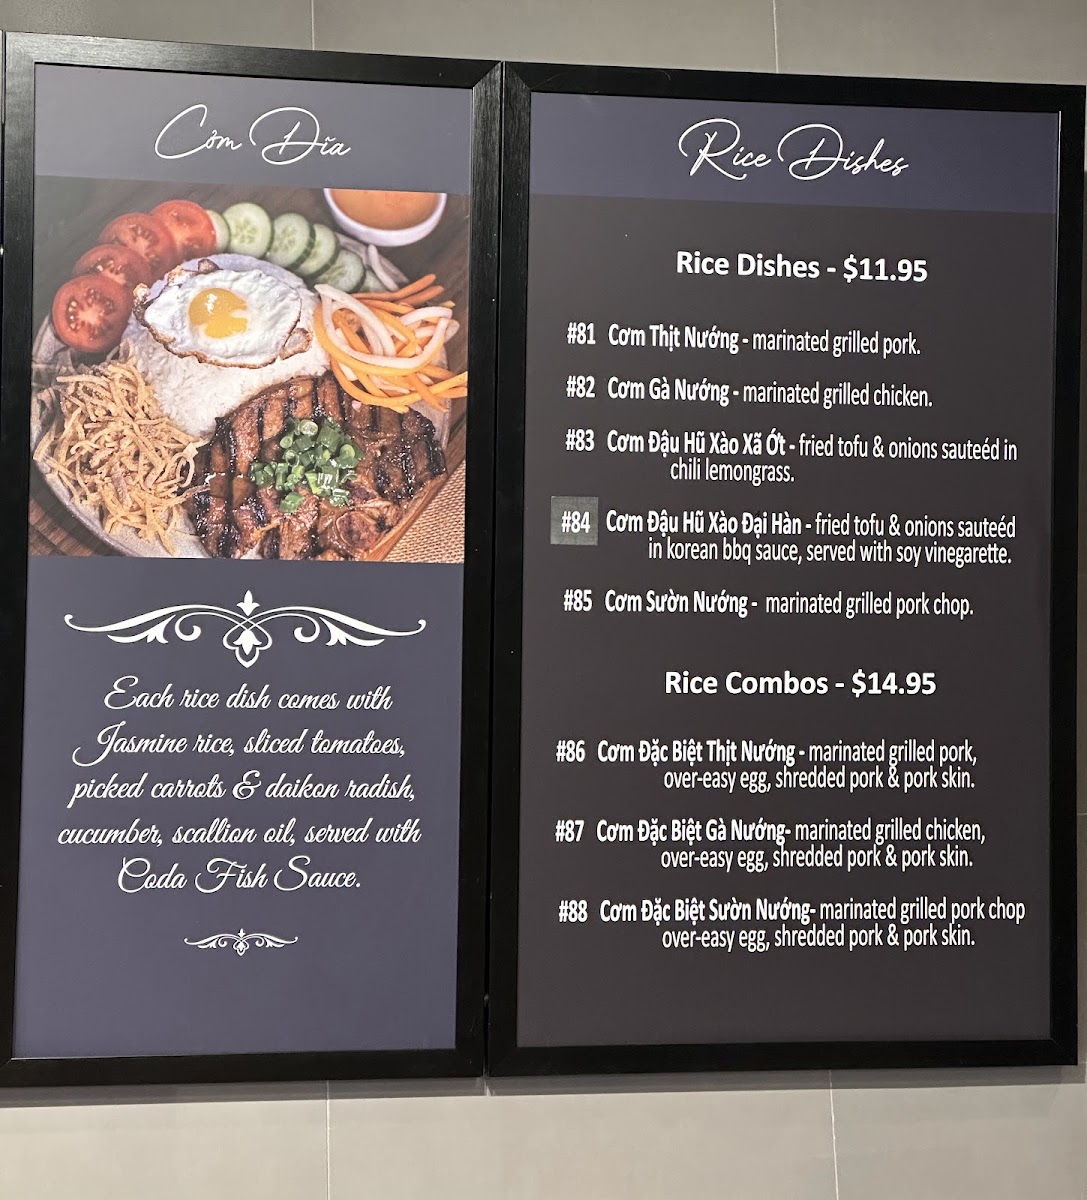 Cơm Dĩa
Each rice dish comes with
Jasmine rice, sliced tomatoes,
picked carrots & daikon radish,
cucumber, scallion oil, served with
Coda Fish Sauce.
Rice Dishes
Rice Dishes - $11.95
#81 Cơm Thịt Nướng - marinated grilled pork.
#82 Cơm Gà Nướng - marinated grilled chicken.
#83 Cơm Đậu Hũ Xào Xã Ớt - fried tofu & onions sauteéd in
chili lemongrass.
#84 Cơm Đậu Hũ Xào Đại Hàn - fried tofu & onions sauteéd
in korean bbq sauce, served with soy vinegarette.
#85 Cơm Sườn Nướng - marinated grilled pork chop.
Rice Combos - $14.95
#86 Cơm Đặc Biệt Thịt Nướng - marinated grilled pork,
over-easy egg, shredded pork & pork skin.
#87 Cơm Đặc Biệt Gà Nướng- marinated grilled chicken,
over-easy egg, shredded pork & pork skin.
#88 Cơm Đặc Biệt Sườn Nướng- marinated grilled pork chop
over-easy egg, shredded pork & pork skin.